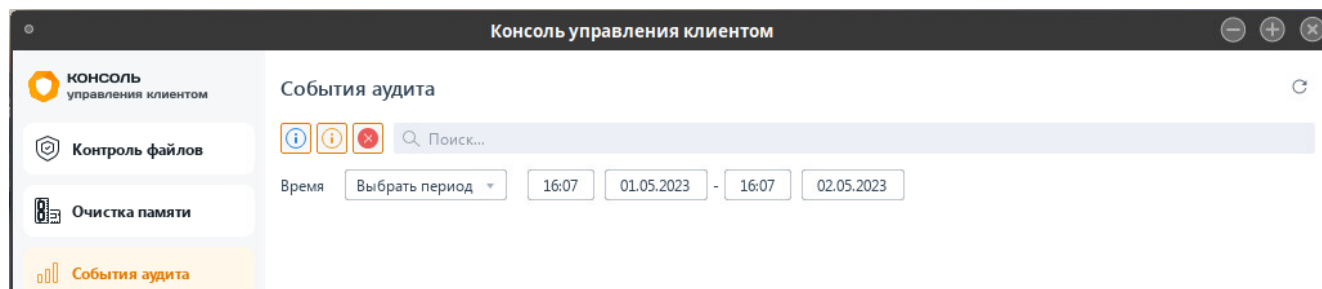 Консоль управления клиентом
КОНСОЛЬ
управления клиентом
Контроль файлов
Очистка памяти
События аудита
События аудита
Поиск...
Время Выбрать период 16:07 01.05.2023 - 16:07 02.05.2023